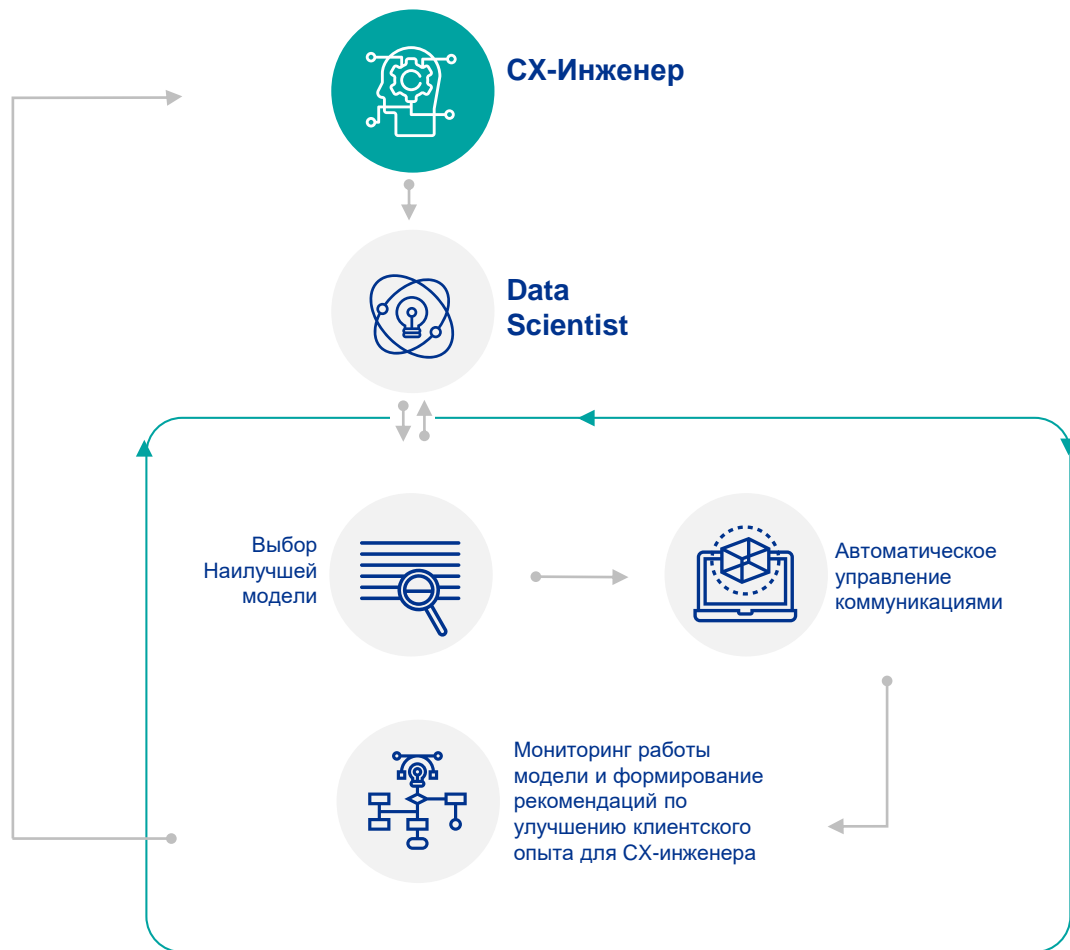 CX-Инженер
Data
Scientist
Выбор
Наилучшей
модели
Автоматическое
управление
коммуникациями
Мониторинг работы
модели и формирование
рекомендаций по
улучшению клиентского
опыта для CX-инженера